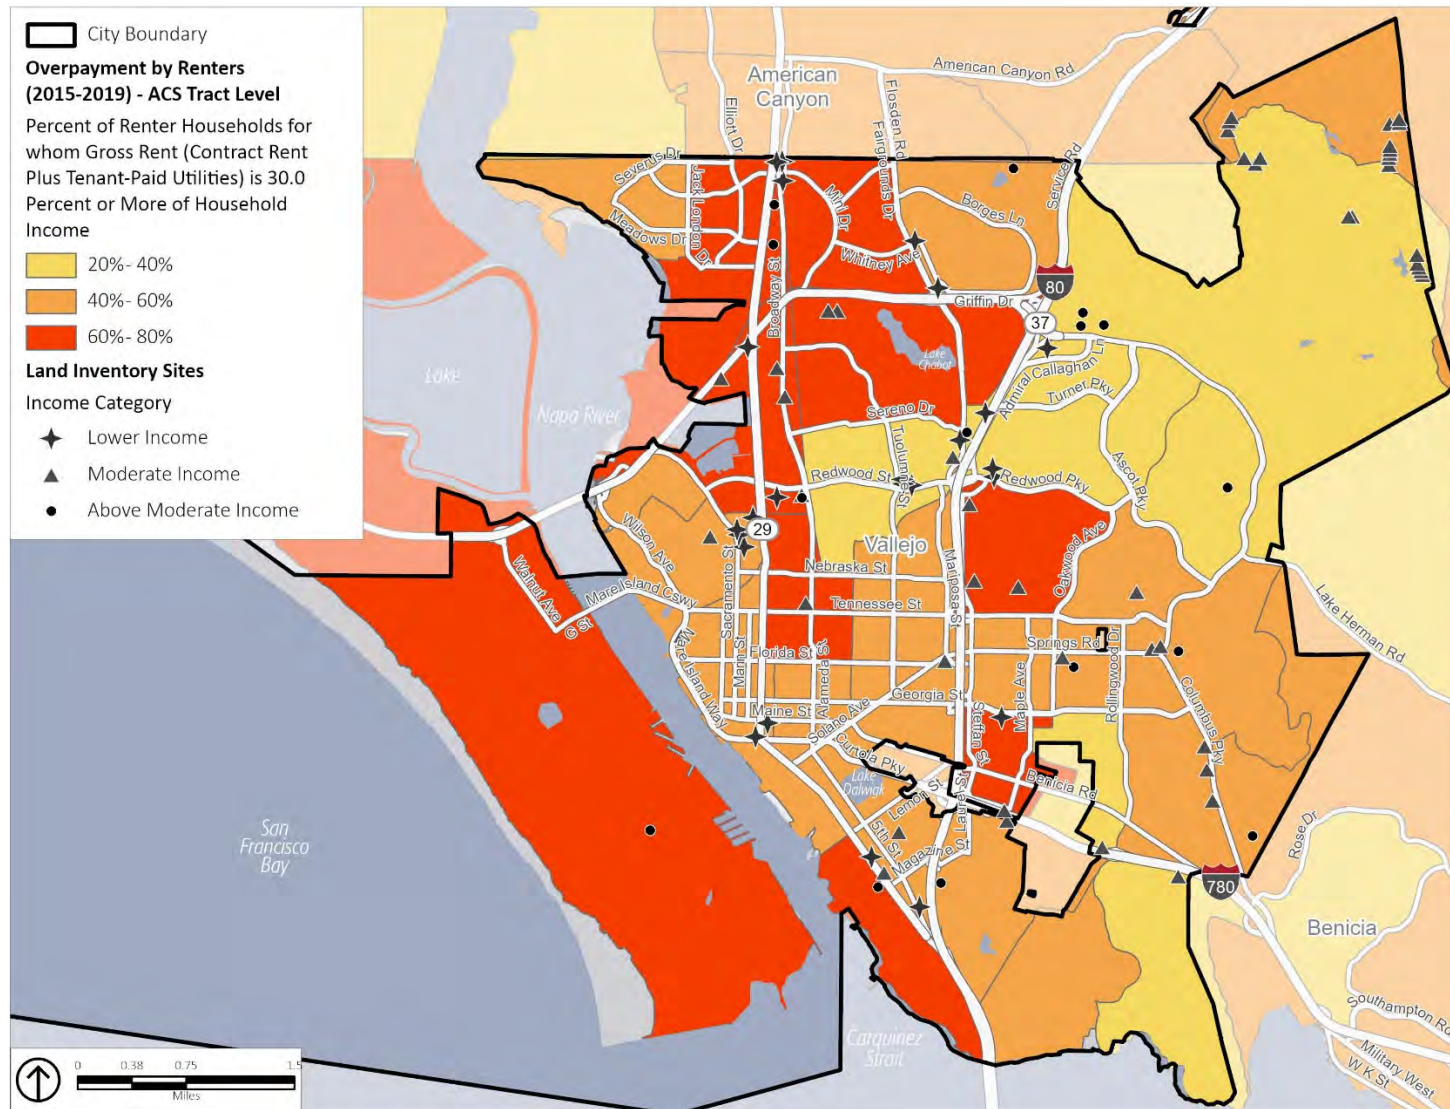 City Boundary
Overpayment by Renters
(2015-2019) - ACS Tract Level
Percent of Renter Households for
whom Gross Rent (Contract Rent
Plus Tenant-Paid Utilities) is 30.0
Percent or More of Household
Income
20%- 40%
40%- 60%
60%- 80%
Land Inventory Sites
Income Category
Lower Income
Moderate Income
Above Moderate Income
American
Canyon
American Canyon Rd
Elliott Dr
Flosden Rd
Fairgrounds Dr
Service Rd
Severus Dr
Jack London Dr
Meadows Dr
Mini Dr
Whitney Ave
Borges Ln
Broadway St
Griffin Dr
80
37
Lake
Napa River
Lake
Chabot
Admiral Callaghan Ln
Turner Pky
Sereno Dr
Tuolumne St
Redwood St
Redwood Pky
Ascot Pky
Oakwood Ave
Wilson Ave
29
Vallejo
Nebraska St
Mariposa St
Sacramento St
Marin St
Walnut Ave
G St
Mare Island Cswy
Tennessee St
Lake Herman Rd
Mare Island Way
Florida St
Alameda St
Springs Rd
Rollingwood Dr
Maple Ave
Columbus Pky
Georgia St
Maine St
Solano Ave
Steffan St
Curtola Pky
Lake
Dalwigk
Lemon St
Laurel St
Benicia Rd
5th St
Magazine St
Rose Dr
780
San
Francisco
Bay
Benicia
Southampton Rd
Carquinez
Strait
Military West
W K St
0 0.38 0.75 1.5
Miles